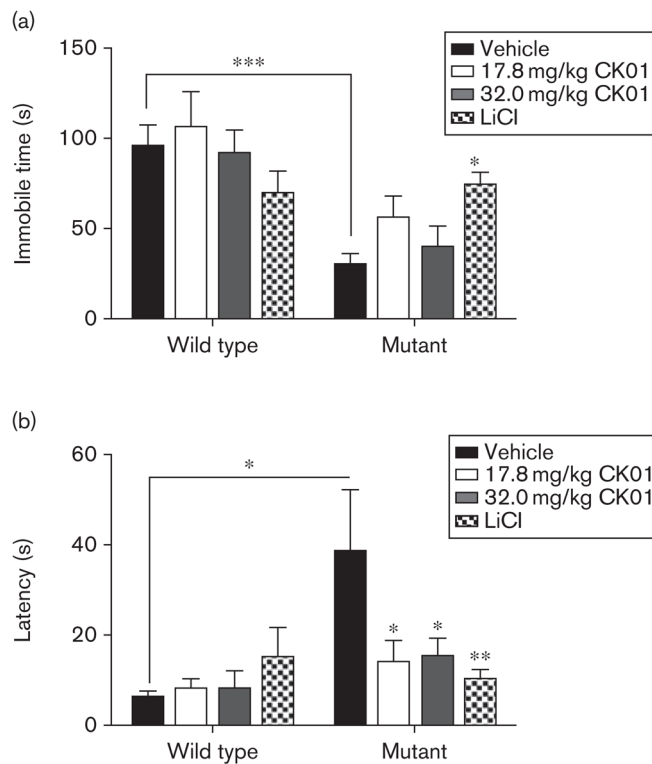 (a)
150
100
50
0
Immobile time (s)
***
*
Vehicle
17.8 mg/kg CK01
32.0 mg/kg CK01
LiCl
Wild type
Mutant
(b)
60
40
20
0
Latency (s)
*
*
*
**
Vehicle
17.8 mg/kg CK01
32.0 mg/kg CK01
LiCl
Wild type
Mutant